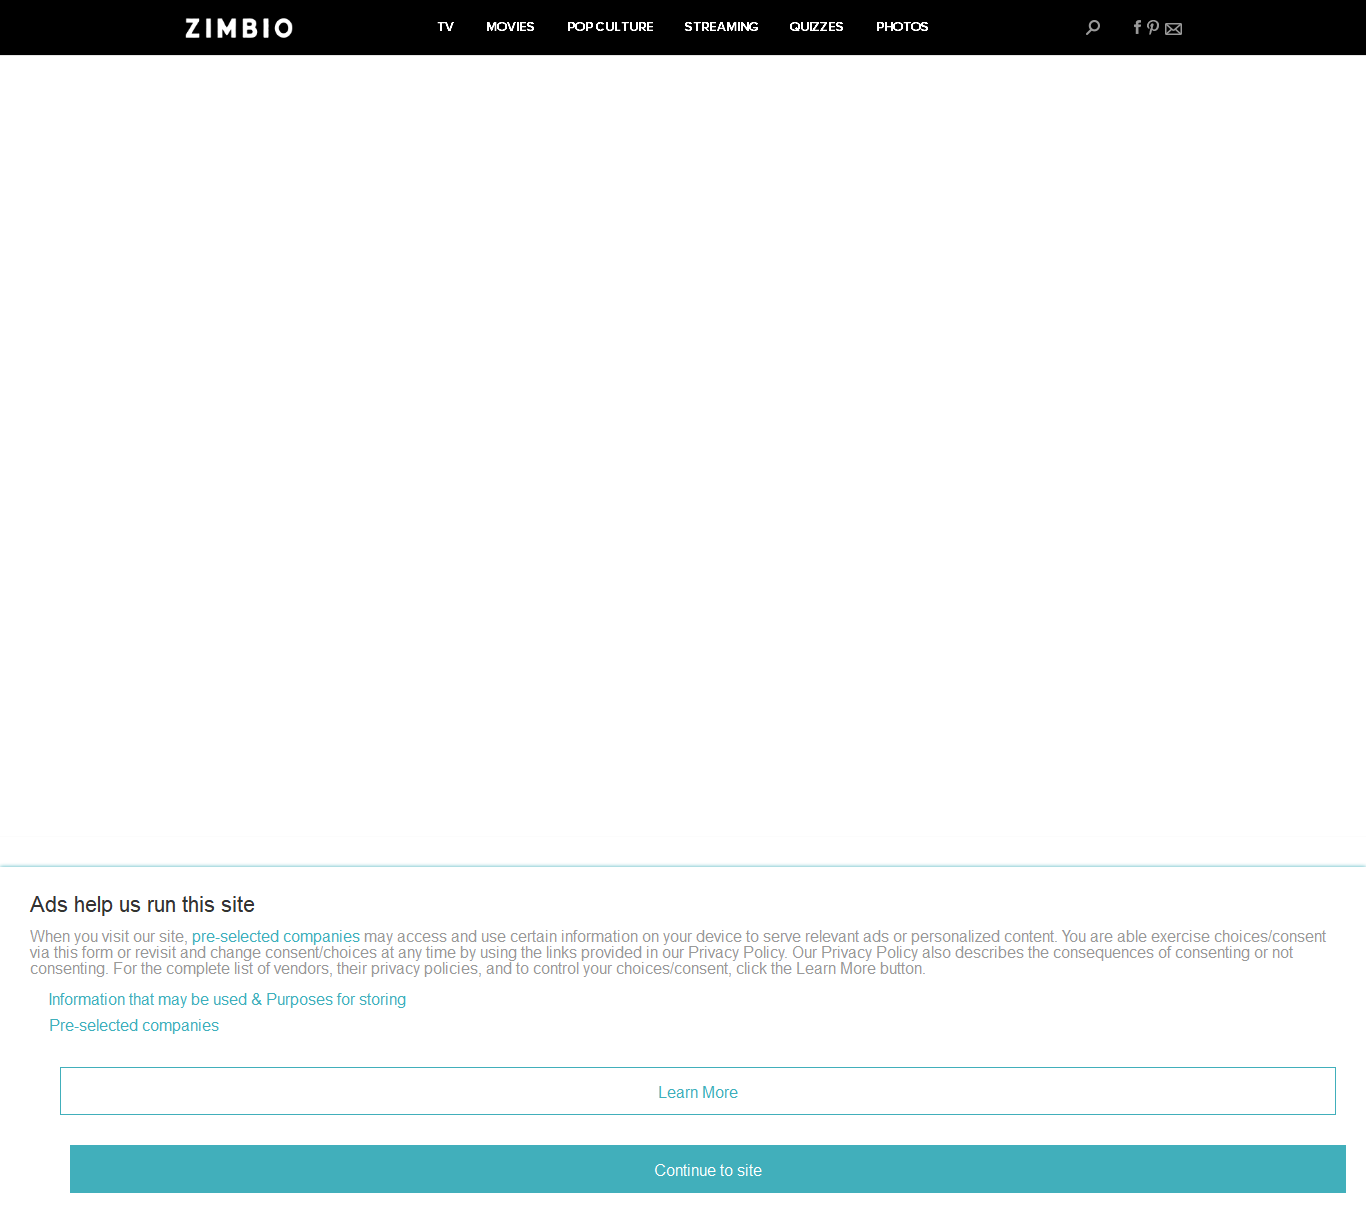 ZIMBIO TV MOVIES POP CULTURE STREAMING QUIZZES PHOTOS
Ads help us run this site
When you visit our site, pre-selected companies may access and use certain information on your device to serve relevant ads or personalized content. You are able exercise choices/consent
via this form or revisit and change consent/choices at any time by using the links provided in our Privacy Policy. Our Privacy Policy also describes the consequences of consenting or not
consenting. For the complete list of vendors, their privacy policies, and to control your choices/consent, click the Learn More button.
Information that may be used & Purposes for storing
Pre-selected companies
Learn More
Continue to site